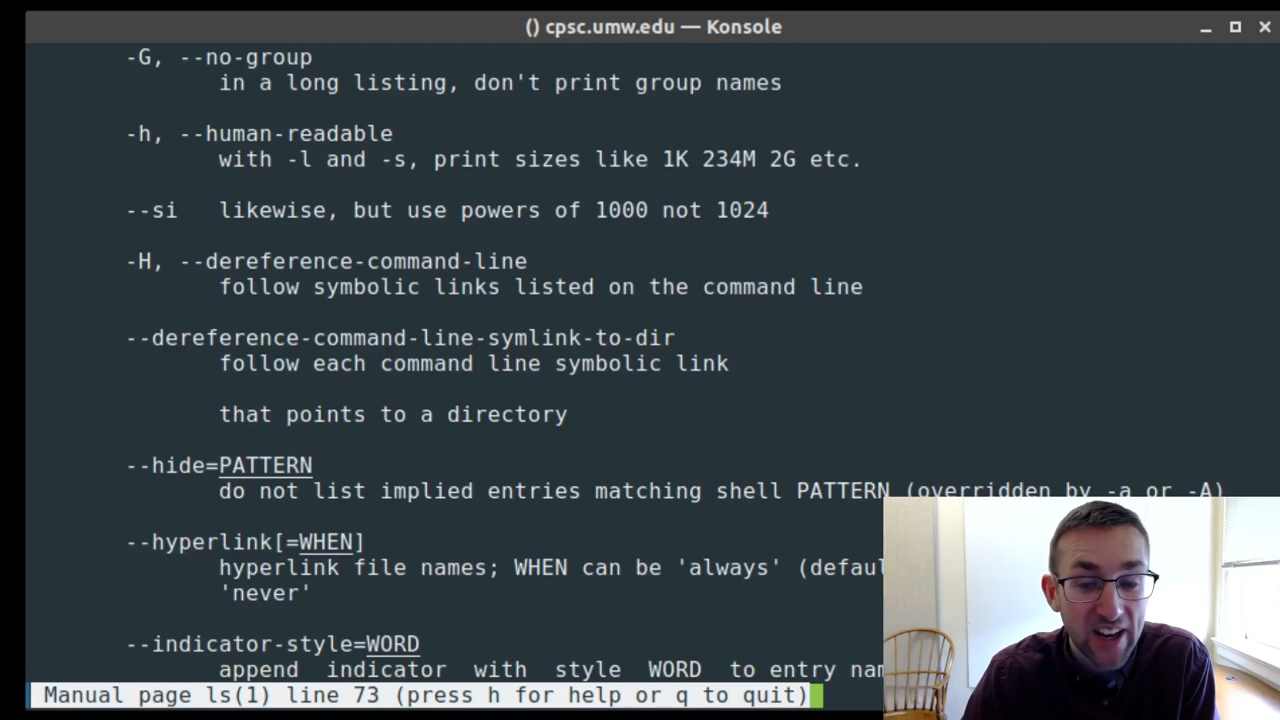 () cpsc.umw.edu — Konsole
-G, --no-group
in a long listing, don't print group names
-h, --human-readable
with -l and -s, print sizes like 1K 234M 2G etc.
--si likewise, but use powers of 1000 not 1024
-H, --dereference-command-line
follow symbolic links listed on the command line
--dereference-command-line-symlink-to-dir
follow each command line symbolic link
that points to a directory
--hide=PATTERN
do not list implied entries matching shell PATTERN (overridden by -a or -A)
--hyperlink[=WHEN]
hyperlink file names; WHEN can be 'always' (defau
'never'
--indicator-style=WORD
append indicator with style WORD to entry na
Manual page ls(1) line 73 (press h for help or q to quit)